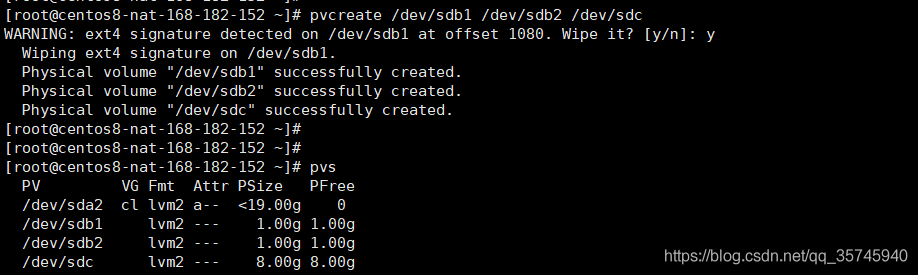 [root@centos8-nat-168-182-152 ~]# pvcreate /dev/sdb1 /dev/sdb2 /dev/sdc
WARNING: ext4 signature detected on /dev/sdb1 at offset 1080. Wipe it? [y/n]: y
  Wiping ext4 signature on /dev/sdb1.
  Physical volume "/dev/sdb1" successfully created.
  Physical volume "/dev/sdb2" successfully created.
  Physical volume "/dev/sdc" successfully created.
[root@centos8-nat-168-182-152 ~]#
[root@centos8-nat-168-182-152 ~]#
[root@centos8-nat-168-182-152 ~]# pvs
  PV         VG Fmt  Attr PSize   PFree
  /dev/sda2  cl lvm2 a--  <19.00g    0
  /dev/sdb1     lvm2 ---    1.00g 1.00g
  /dev/sdb2     lvm2 ---    1.00g 1.00g
  /dev/sdc      lvm2 ---    8.00g 8.00g
https://blog.csdn.net/qq_35745940